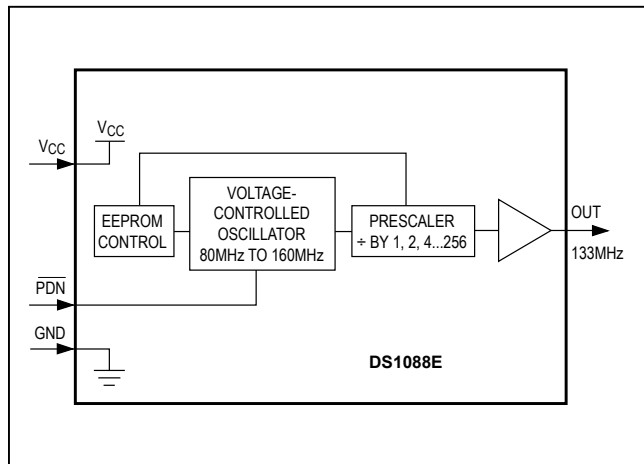 VCC
VCC
EEPROM
CONTROL
VOLTAGE-
CONTROLLED
OSCILLATOR
80MHz TO 160MHz
PRESCALER
÷ BY 1, 2, 4...256
OUT
133MHz
PDN
GND
DS1088E